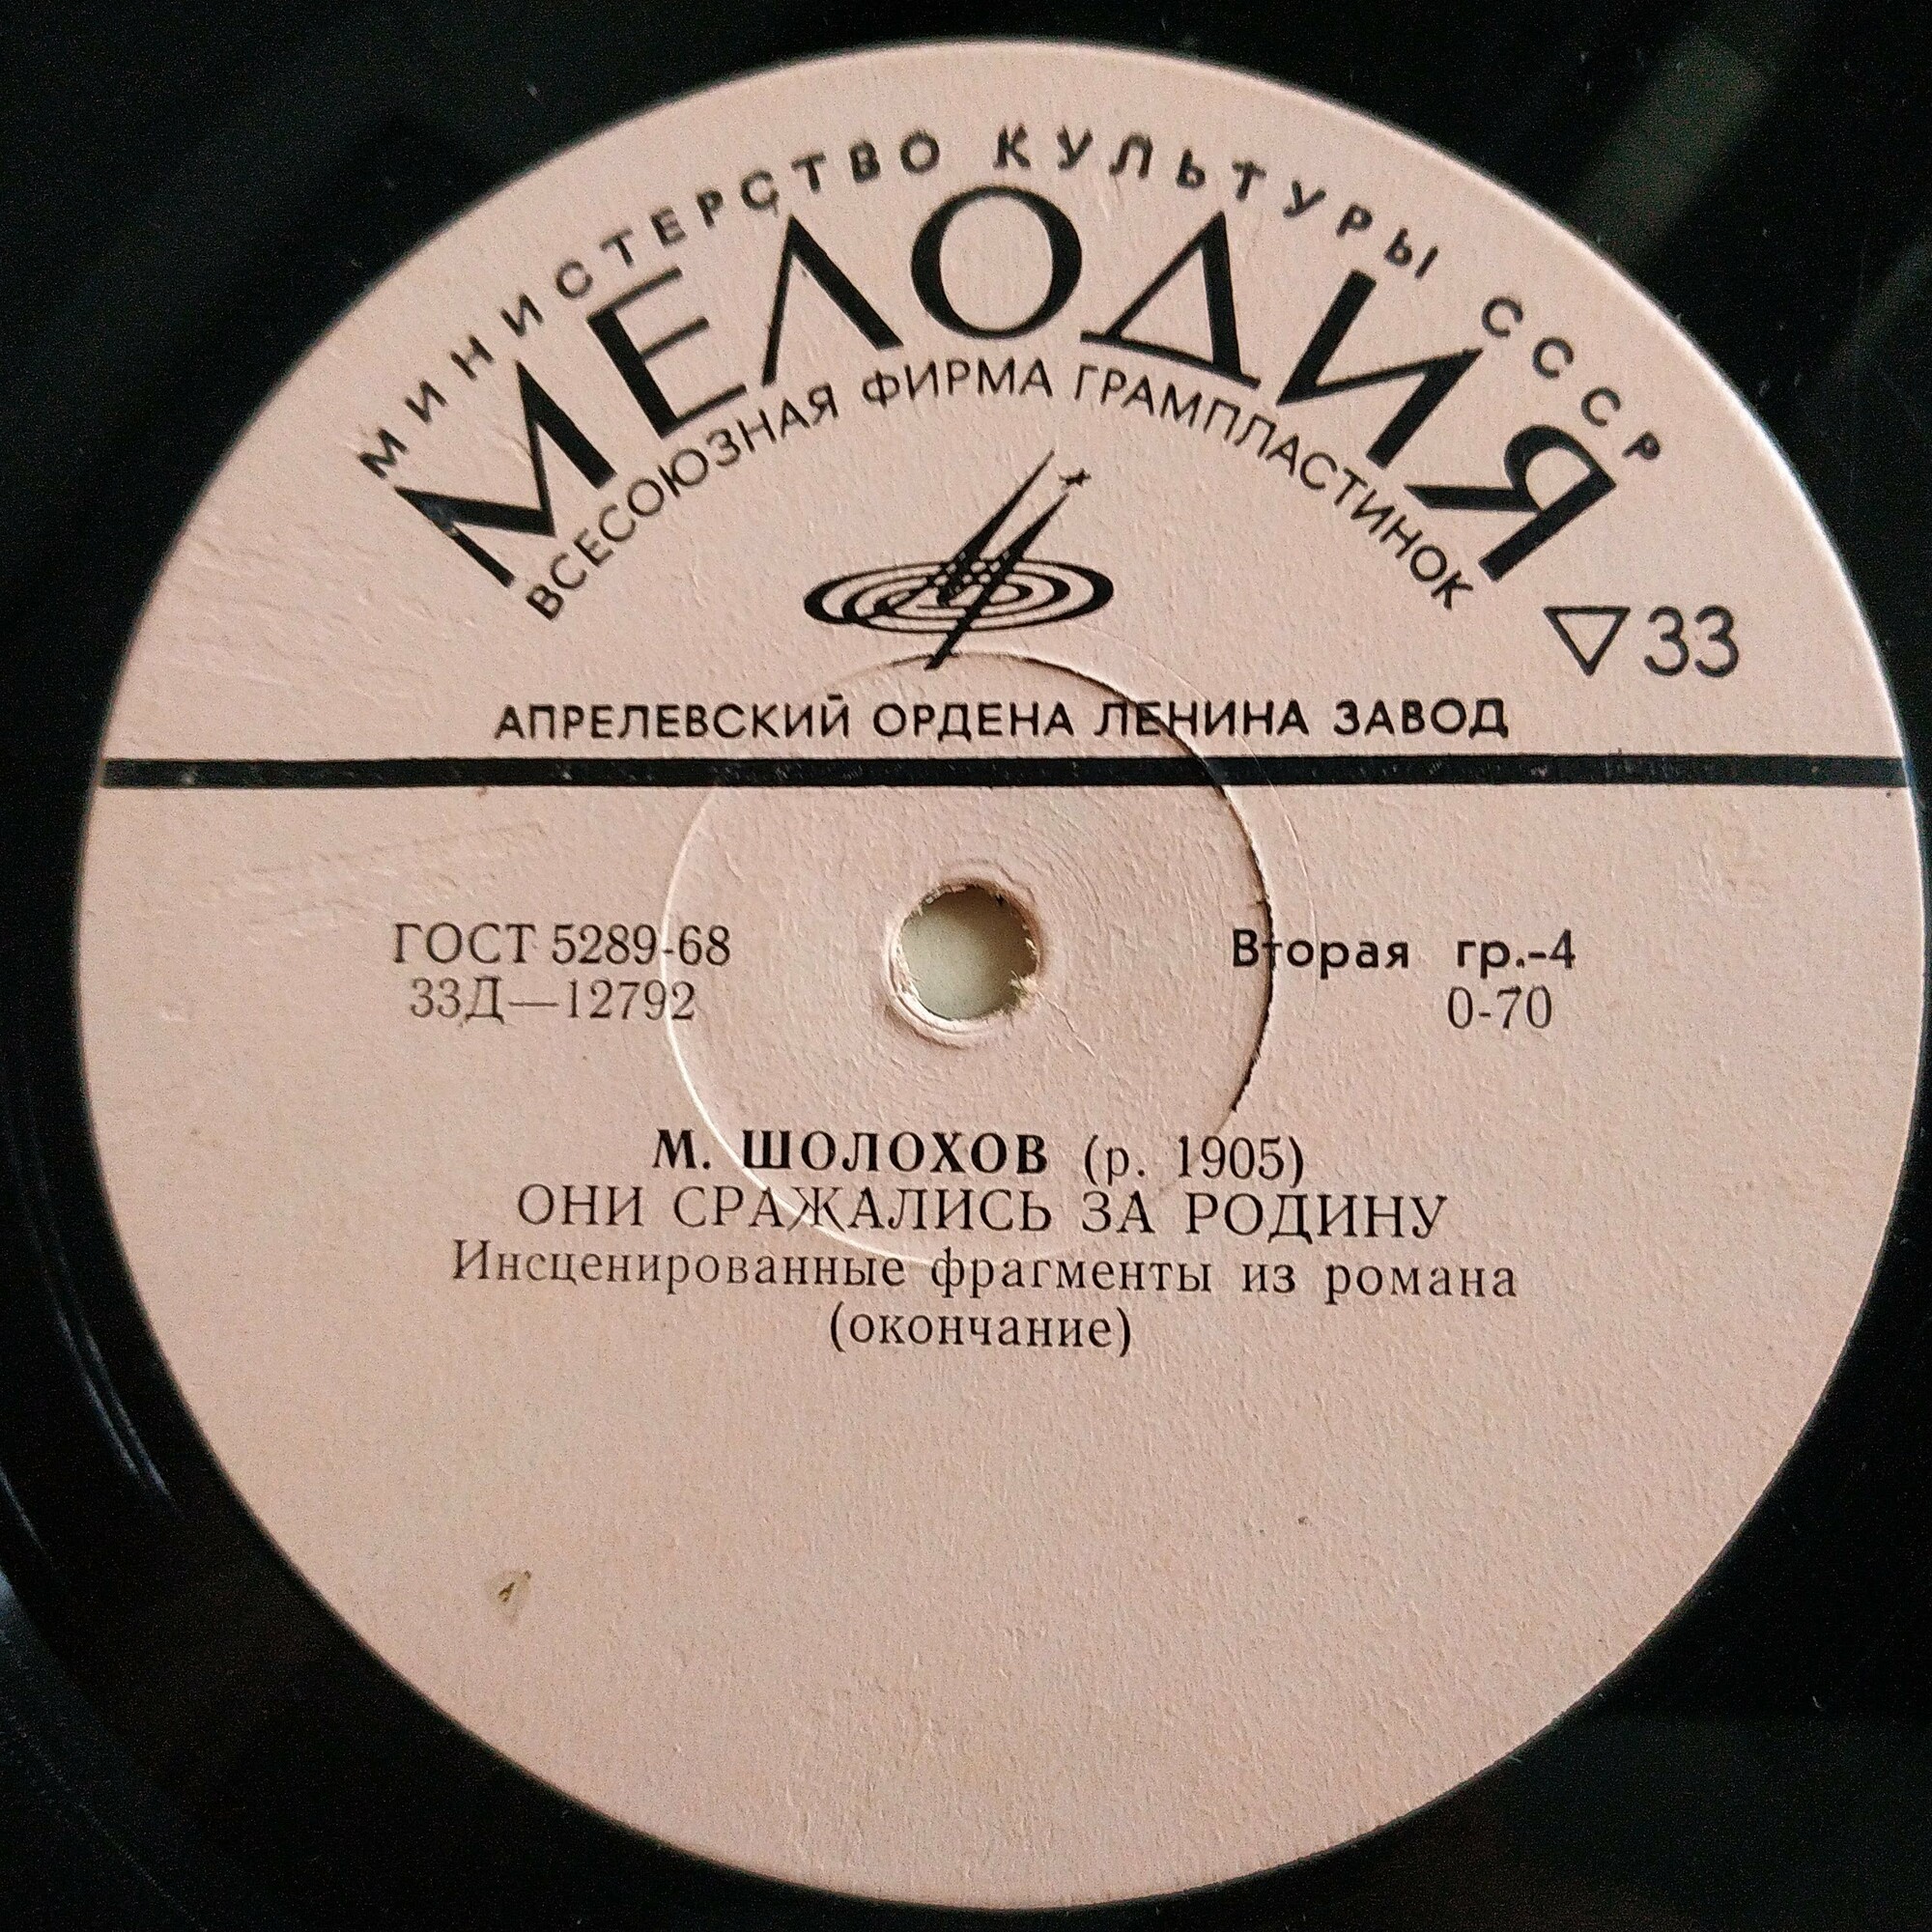 МИНИСТЕРСТВО КУЛЬТУРЫ СССР
МЕЛОДИЯ
ВСЕСОЮЗНАЯ ФИРМА ГРАМПЛАСТИНОК
▽33
АПРЕЛЕВСКИЙ ОРДЕНА ЛЕНИНА ЗАВОД
ГОСТ 5289-68
33Д—12792
Вторая гр.-4
0-70
М. ШОЛОХОВ (р. 1905)
ОНИ СРАЖАЛИСЬ ЗА РОДИНУ
Инсценированные фрагменты из романа
(окончание)